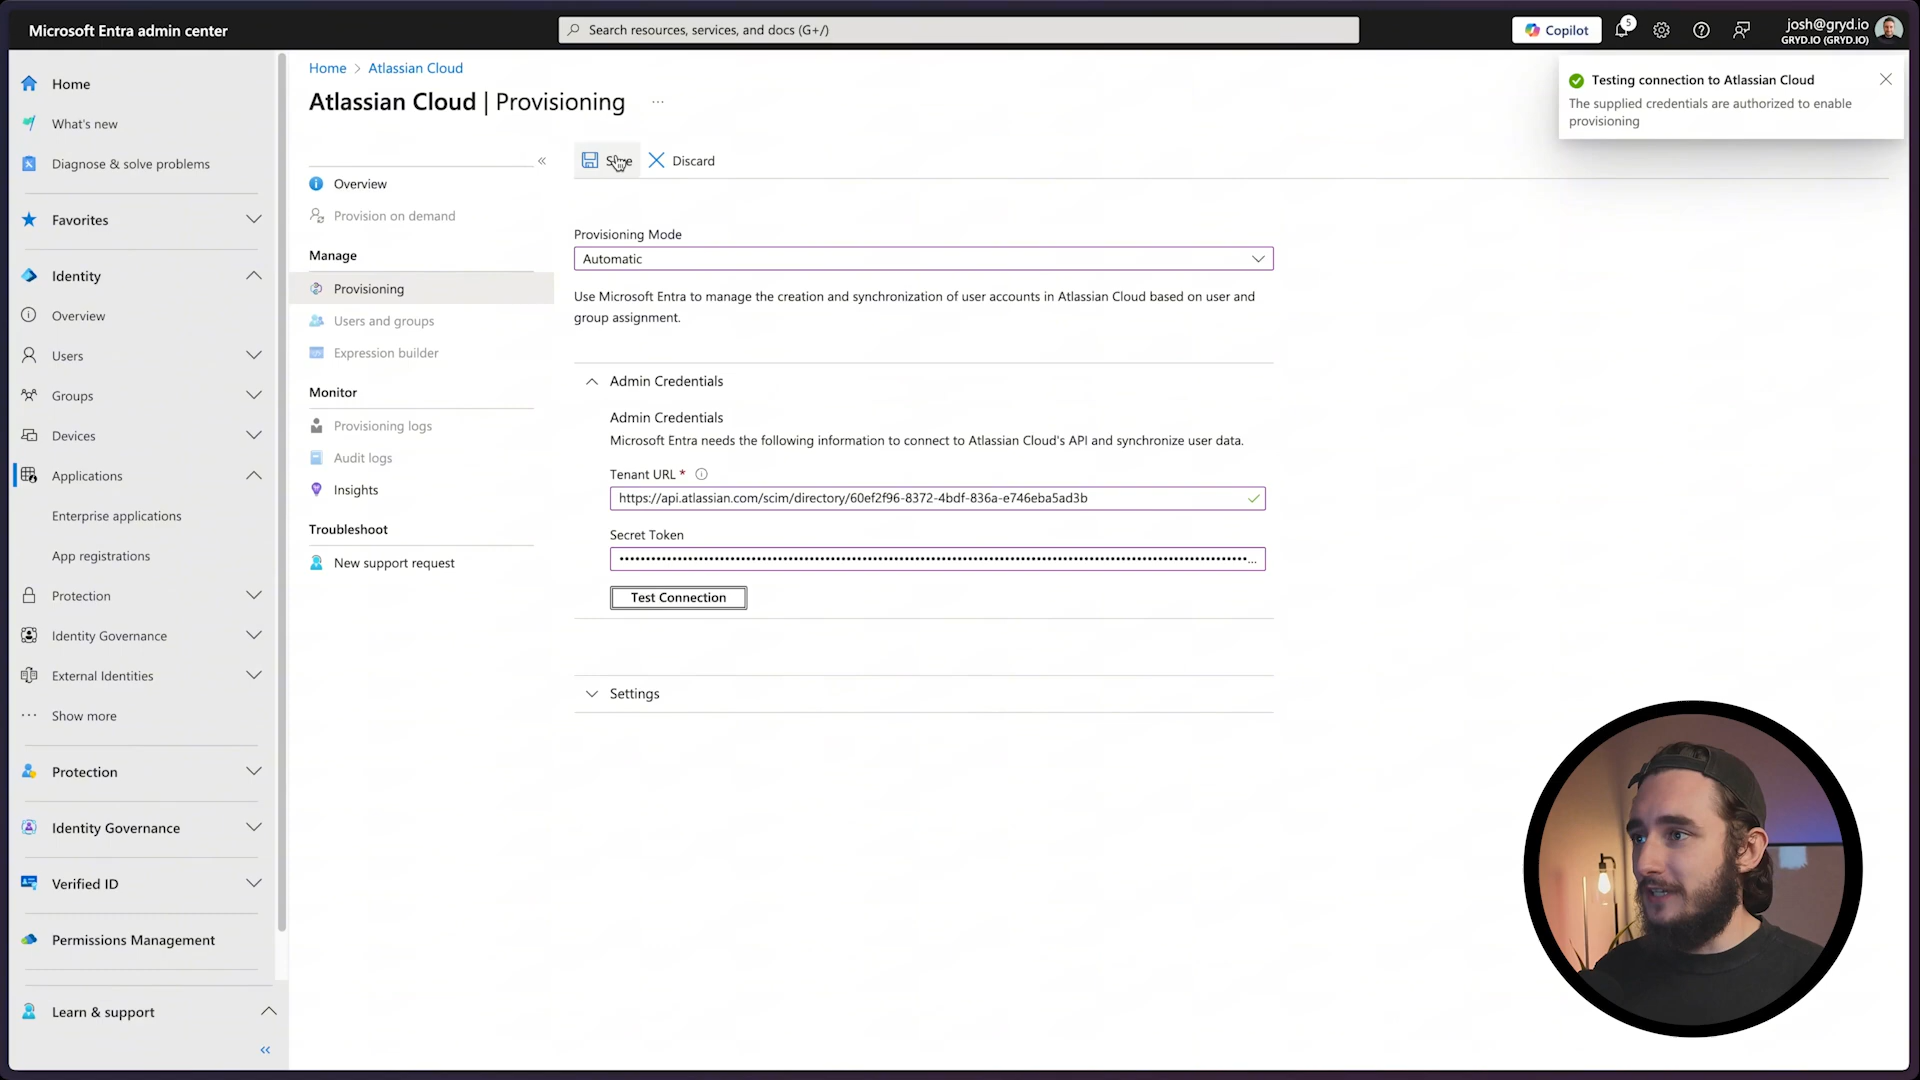 Microsoft Entra admin center
Search resources, services, and docs (G+/)
Copilot
5
josh@gryd.io
GRYD.IO (GRYD.IO)
Testing connection to Atlassian Cloud
The supplied credentials are authorized to enable
provisioning
Home
What's new
Diagnose & solve problems
Favorites
Identity
Overview
Users
Groups
Devices
Applications
Enterprise applications
App registrations
Protection
Identity Governance
External Identities
Show more
Protection
Identity Governance
Verified ID
Permissions Management
Learn & support
Home > Atlassian Cloud
Atlassian Cloud | Provisioning
Overview
Provision on demand
Manage
Provisioning
Users and groups
Expression builder
Monitor
Provisioning logs
Audit logs
Insights
Troubleshoot
New support request
Save
Discard
Provisioning Mode
Automatic
Use Microsoft Entra to manage the creation and synchronization of user accounts in Atlassian Cloud based on user and
group assignment.
Admin Credentials
Admin Credentials
Microsoft Entra needs the following information to connect to Atlassian Cloud's API and synchronize user data.
Tenant URL *
https://api.atlassian.com/scim/directory/60ef2f96-8372-4bdf-836a-e746eba5ad3b
Secret Token
Test Connection
Settings